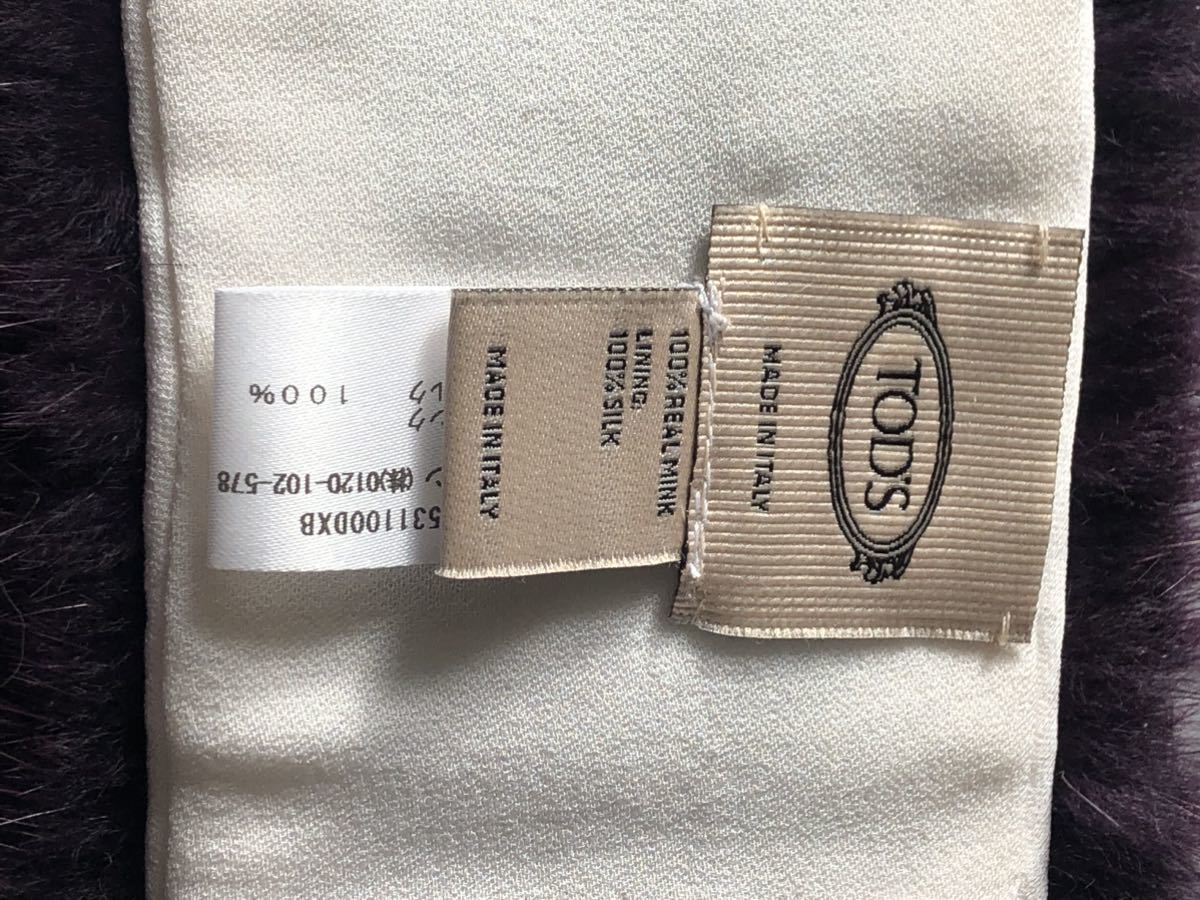 TOD'S
MADE IN ITALY
100% REAL MINK
LINING:
100% SILK
MADE IN ITALY
100%
(株)0120-102-578
531100DXB